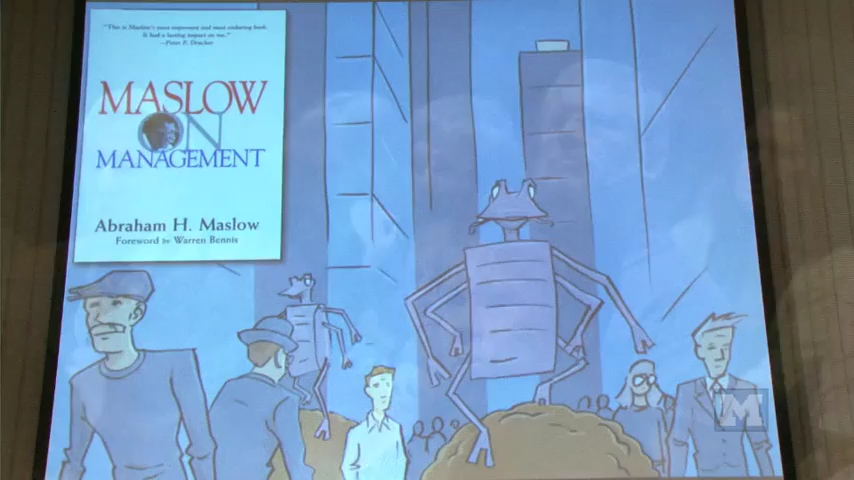 "This is Maslow's most important and most enduring book.
It had a lasting impact on me."
—Peter F. Drucker
MASLOW
ON
MANAGEMENT
Abraham H. Maslow
Foreword by Warren Bennis
M